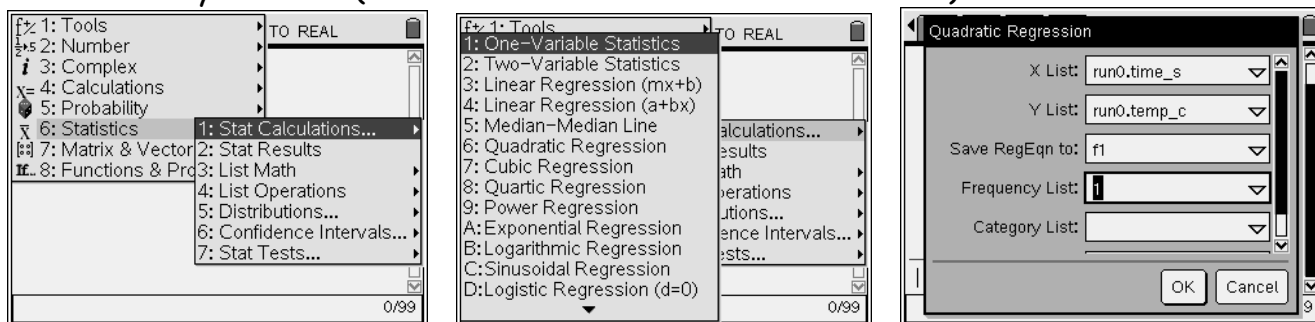 1: Tools
2: Number
3: Complex
4: Calculations
5: Probability
6: Statistics
7: Matrix & Vector
8: Functions & Pro
TO REAL
1: Stat Calculations...
2: Stat Results
3: List Math
4: List Operations
5: Distributions...
6: Confidence Intervals...
7: Stat Tests...
0/99
1: Tools
TO REAL
1: One-Variable Statistics
2: Two-Variable Statistics
3: Linear Regression (mx+b)
4: Linear Regression (a+bx)
5: Median-Median Line
6: Quadratic Regression
7: Cubic Regression
8: Quartic Regression
9: Power Regression
A: Exponential Regression
B: Logarithmic Regression
C: Sinusoidal Regression
D: Logistic Regression (d=0)
alculations...
esults
ath
perations
utions...
ence Intervals...
ests...
0/99
Quadratic Regression
X List: run0.time_s
Y List: run0.temp_c
Save RegEqn to: f1
Frequency List: 1
Category List:
OK Cancel
9